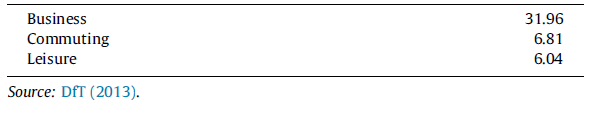 Business 31.96
Commuting 6.81
Leisure 6.04
Source: DfT (2013).